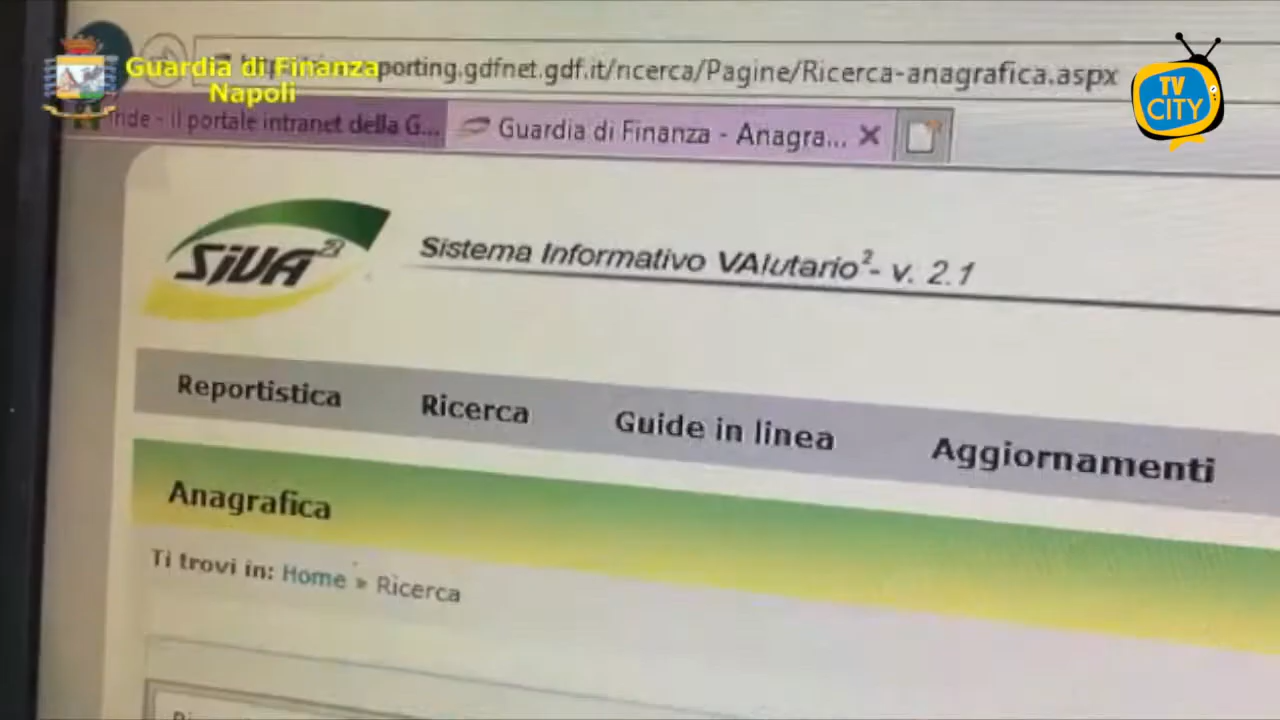 Guardia di Finanza
Napoli
porting.gdfnet.gdf.it/ricerca/Pagine/Ricerca-anagrafica.aspx
TV
CITY
nde - il portale intranet della G...
Guardia di Finanza - Anagra...
SiVA2
Sistema Informativo VAlutario²- v. 2.1
Reportistica
Ricerca
Guide in linea
Aggiornamenti
Anagrafica
Ti trovi in: Home » Ricerca